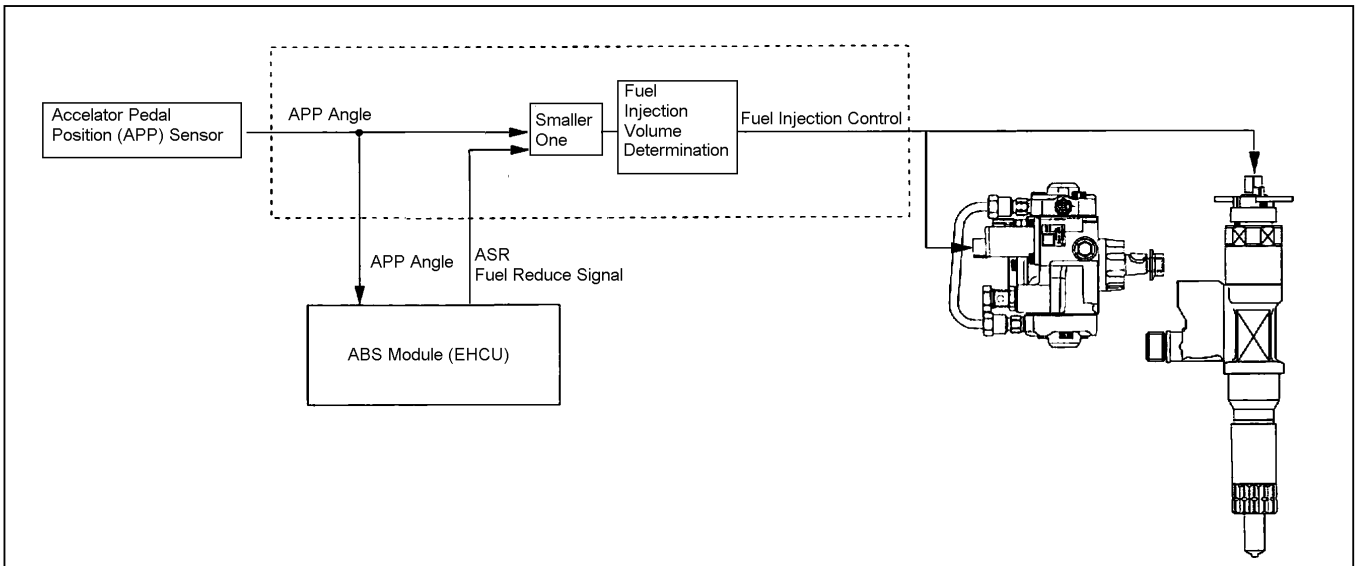 Accelator Pedal
Position (APP) Sensor
APP Angle
Smaller
One
Fuel
Injection
Volume
Determination
Fuel Injection Control
APP Angle
ASR
Fuel Reduce Signal
ABS Module (EHCU)